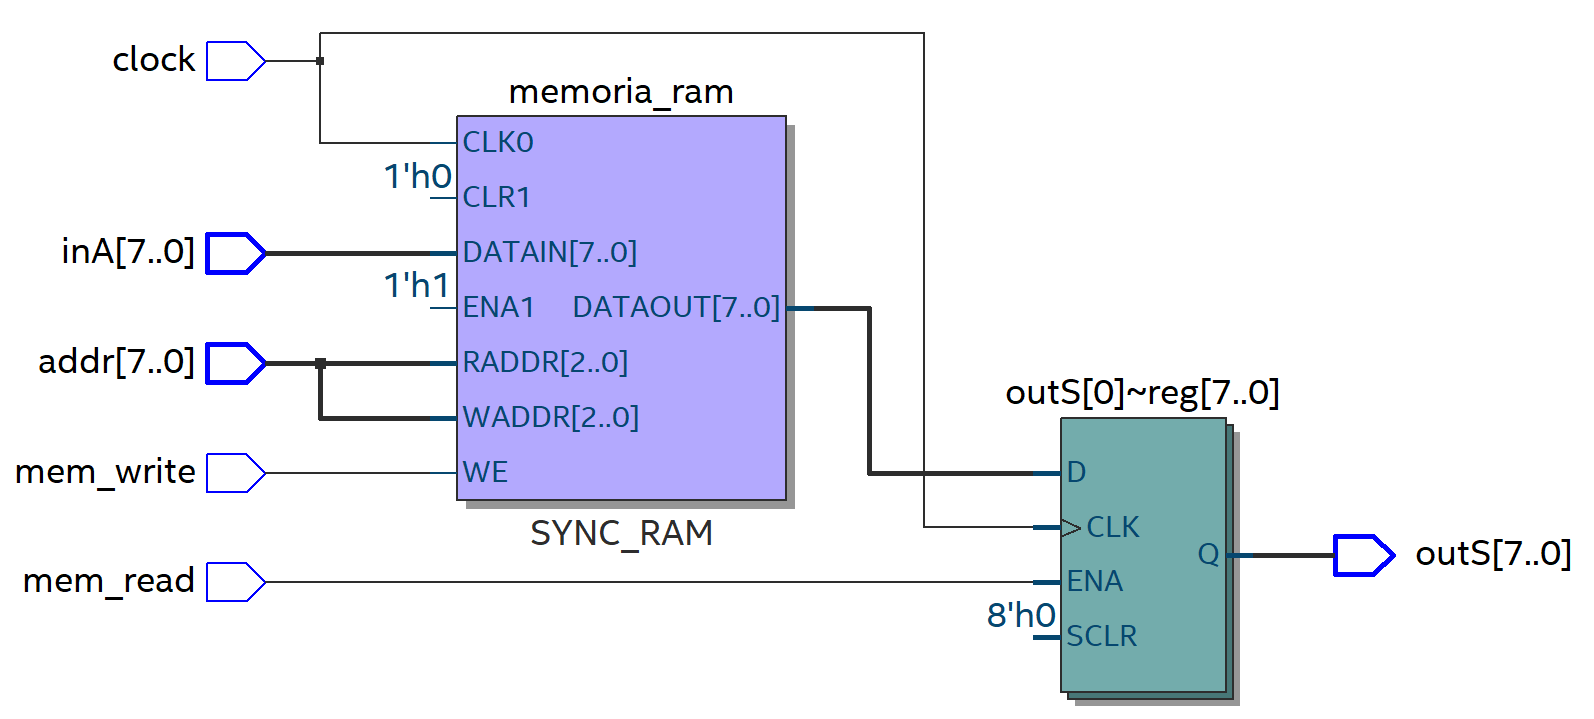 clock
memoria_ram
CLK0
1'h0
CLR1
inA[7..0]
DATAIN[7..0]
1'h1
ENA1
DATAOUT[7..0]
addr[7..0]
RADDR[2..0]
WADDR[2..0]
mem_write
WE
SYNC_RAM
mem_read
outS[0]~reg[7..0]
D
CLK
Q
ENA
8'h0
SCLR
outS[7..0]